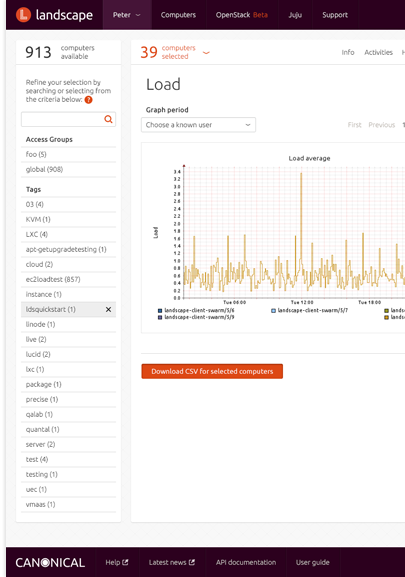 landscape
Peter
Computers
OpenStack Beta
Juju
Support
913 computers available
39 computers selected
Info
Activities
Refine your selection by
searching or selecting from
the criteria below: ?
Access Groups
foo (5)
global (908)
Tags
03 (4)
KVM (1)
LXC (4)
apt-getupgradetesting (1)
cloud (2)
ec2loadtest (857)
instance (1)
ldsquickstart (1)
linode (1)
live (2)
lucid (2)
lxc (1)
package (1)
precise (1)
qalab (1)
quantal (1)
server (2)
test (4)
testing (1)
uec (1)
vmaas (1)
Load
Graph period
Choose a known user
First Previous 1
Load average
Load
3.4
3.2
3.0
2.8
2.6
2.4
2.2
2.0
1.8
1.6
1.4
1.2
1.0
0.8
0.6
0.4
0.2
0.0
Tue 06:00 Tue 12:00 Tue 18:00
landscape-client-swarm/3/6 landscape-client-swarm/3/7
landscape-client-swarm/3/9
Download CSV for selected computers
CANONICAL
Help
Latest news
API documentation
User guide